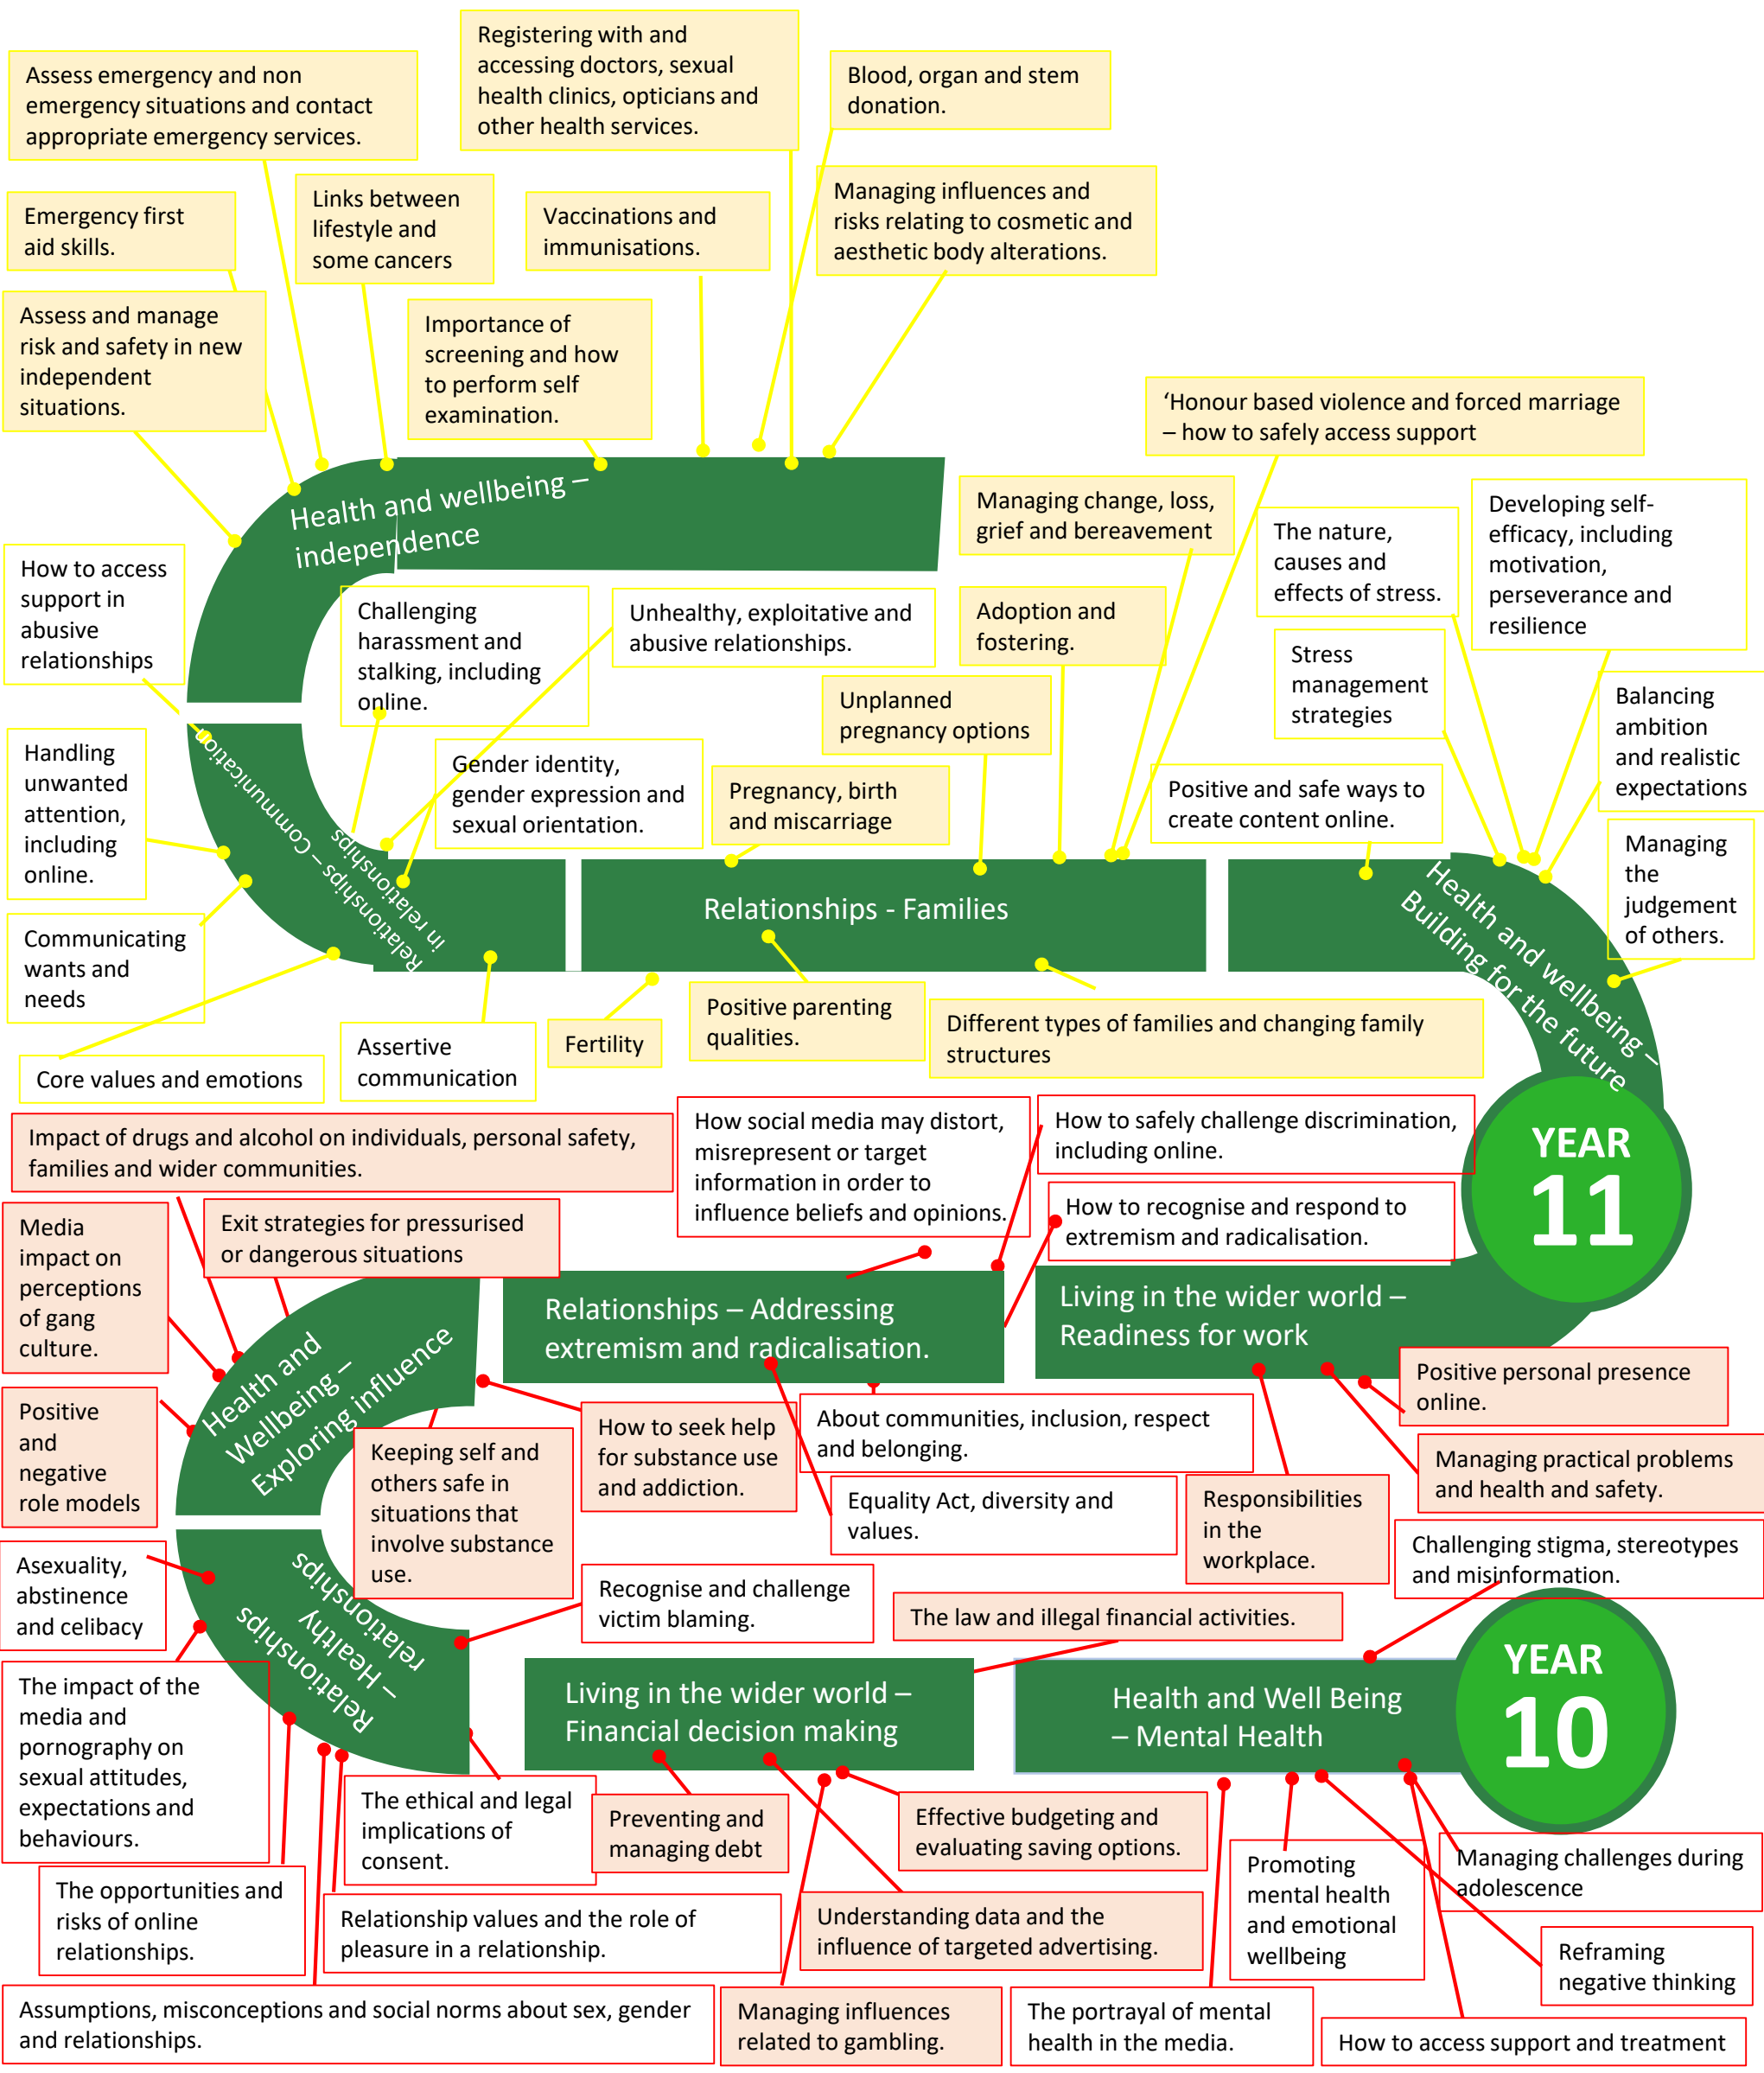 Registering with and
accessing doctors, sexual
health clinics, opticians and
other health services.
Assess emergency and non
emergency situations and contact
appropriate emergency services.
Blood, organ and stem
donation.
Emergency first
aid skills.
Links between
lifestyle and
some cancers
Vaccinations and
immunisations.
Managing influences and
risks relating to cosmetic and
aesthetic body alterations.
Assess and manage
risk and safety in new
independent
situations.
Importance of
screening and how
to perform self
examination.
‘Honour based violence and forced marriage
– how to safely access support
Health and wellbeing –
independence
Managing change, loss,
grief and bereavement
The nature,
causes and
effects of stress.
Developing self-
efficacy, including
motivation,
perseverance and
resilience
How to access
support in
abusive
relationships
Challenging
harassment and
stalking, including
online.
Unhealthy, exploitative and
abusive relationships.
Adoption and
fostering.
Stress
management
strategies
Unplanned
pregnancy options
Balancing
ambition
and realistic
expectations
Handling
unwanted
attention,
including
online.
Gender identity,
gender expression and
sexual orientation.
Pregnancy, birth
and miscarriage
Positive and safe ways to
create content online.
Managing
the
judgement
of others.
Relationships – Communication
in relationships
Relationships - Families
Health and wellbeing –
Building for the future
Communicating
wants and
needs
Core values and emotions
Assertive
communication
Fertility
Positive parenting
qualities.
Different types of families and changing family
structures
YEAR
11
Impact of drugs and alcohol on individuals, personal safety,
families and wider communities.
How social media may distort,
misrepresent or target
information in order to
influence beliefs and opinions.
How to safely challenge discrimination,
including online.
Media
impact on
perceptions
of gang
culture.
Exit strategies for pressurised
or dangerous situations
How to recognise and respond to
extremism and radicalisation.
Relationships – Addressing
extremism and radicalisation.
Living in the wider world –
Readiness for work
Health and
Wellbeing –
Exploring influence
Positive
and
negative
role models
Keeping self and
others safe in
situations that
involve substance
use.
How to seek help
for substance use
and addiction.
About communities, inclusion, respect
and belonging.
Equality Act, diversity and
values.
Responsibilities
in the
workplace.
Positive personal presence
online.
Managing practical problems
and health and safety.
Challenging stigma, stereotypes
and misinformation.
Asexuality,
abstinence
and celibacy
Recognise and challenge
victim blaming.
The law and illegal financial activities.
Relationships
– Healthy
relationships
Living in the wider world –
Financial decision making
Health and Well Being
– Mental Health
YEAR
10
The impact of the
media and
pornography on
sexual attitudes,
expectations and
behaviours.
The ethical and legal
implications of
consent.
Preventing and
managing debt
Effective budgeting and
evaluating saving options.
Promoting
mental health
and emotional
wellbeing
Managing challenges during
adolescence
The opportunities and
risks of online
relationships.
Relationship values and the role of
pleasure in a relationship.
Understanding data and the
influence of targeted advertising.
Reframing
negative thinking
Assumptions, misconceptions and social norms about sex, gender
and relationships.
Managing influences
related to gambling.
The portrayal of mental
health in the media.
How to access support and treatment